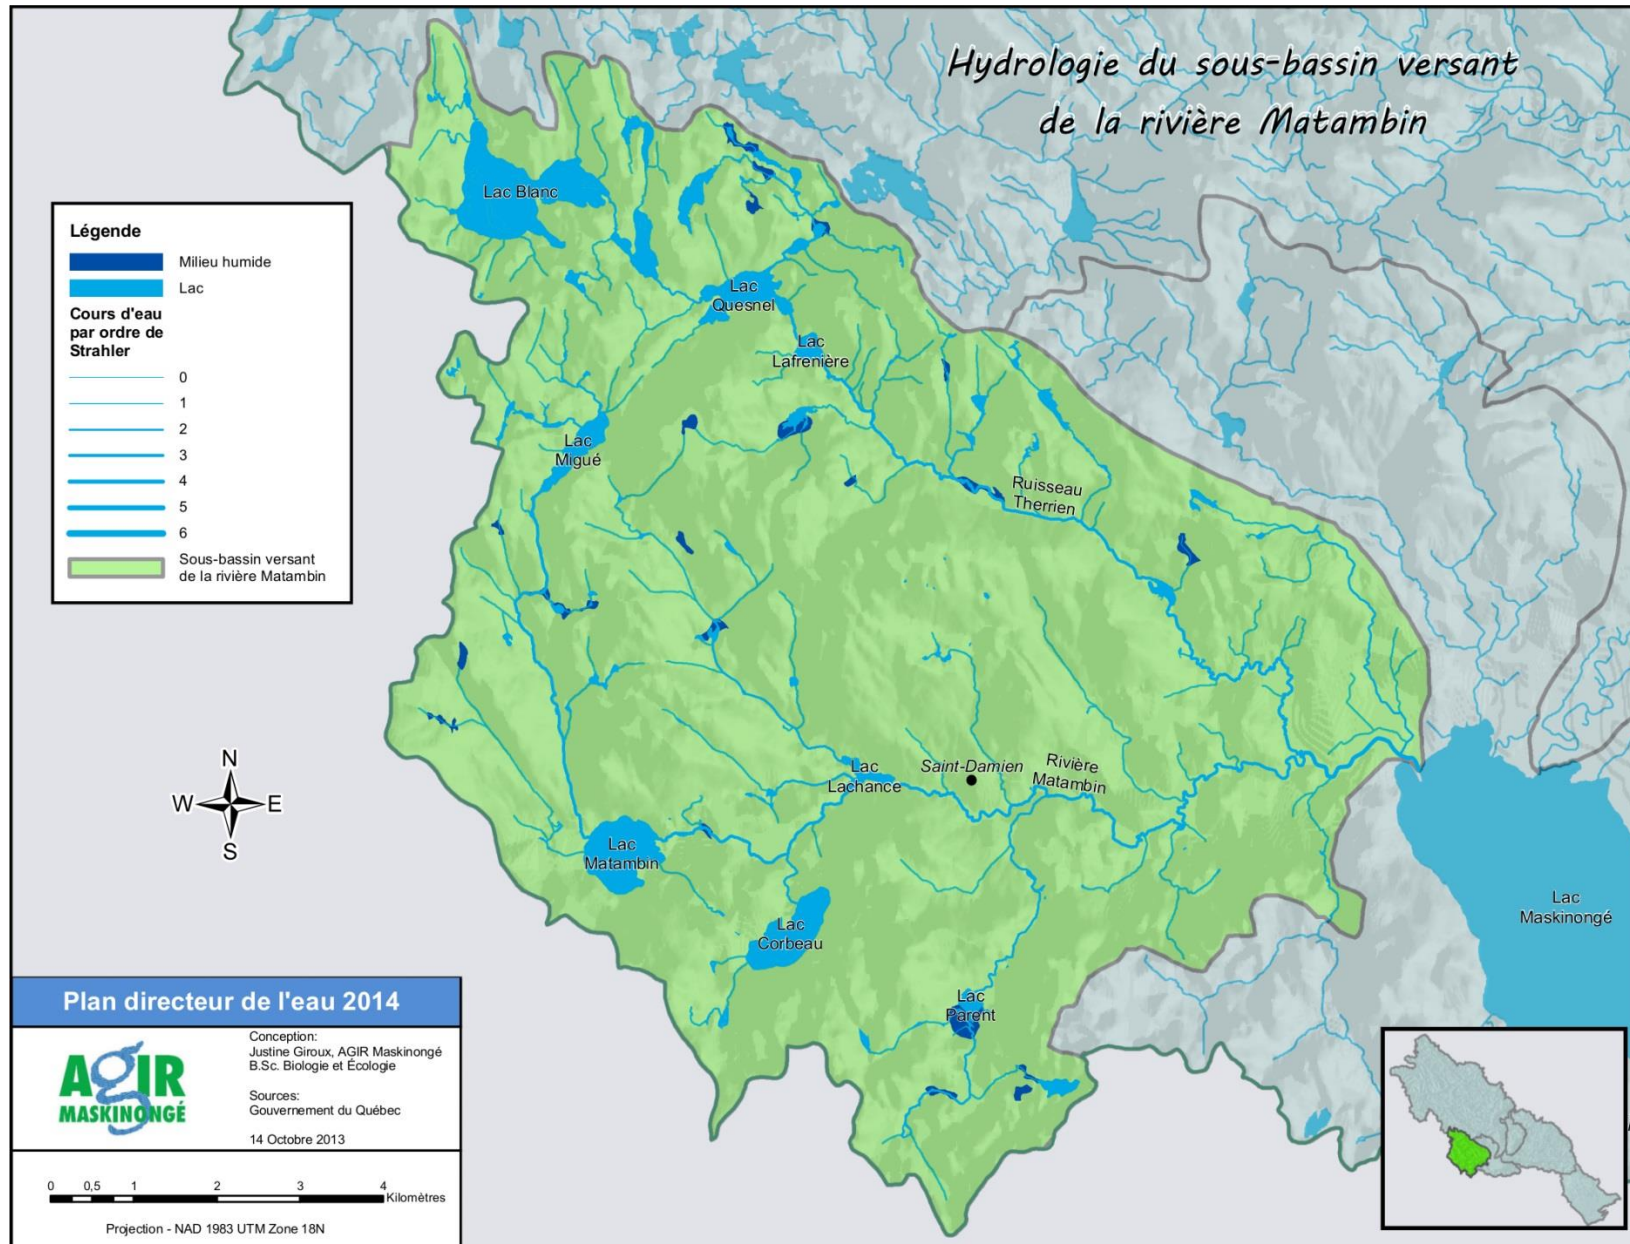 Hydrologie du sous-bassin versant
de la rivière Matambin
Légende
Milieu humide
Lac
Cours d'eau
par ordre de
Strahler
0
1
2
3
4
5
6
Sous-bassin versant
de la rivière Matambin
Lac Blanc
Lac
Quesnel
Lac
Lafrenière
Lac
Migué
Ruisseau
Therrien
Lac
Lachance
Saint-Damien
Rivière
Matambin
Lac
Matambin
Lac
Corbeau
Lac
Parent
Lac
Maskinongé
N
W
E
S
Plan directeur de l'eau 2014
AGIR
MASKINONGÉ
Conception:
Justine Giroux, AGIR Maskinongé
B.Sc. Biologie et Écologie
Sources:
Gouvernement du Québec
14 Octobre 2013
0 0,5 1 2 3 4
Kilomètres
Projection - NAD 1983 UTM Zone 18N